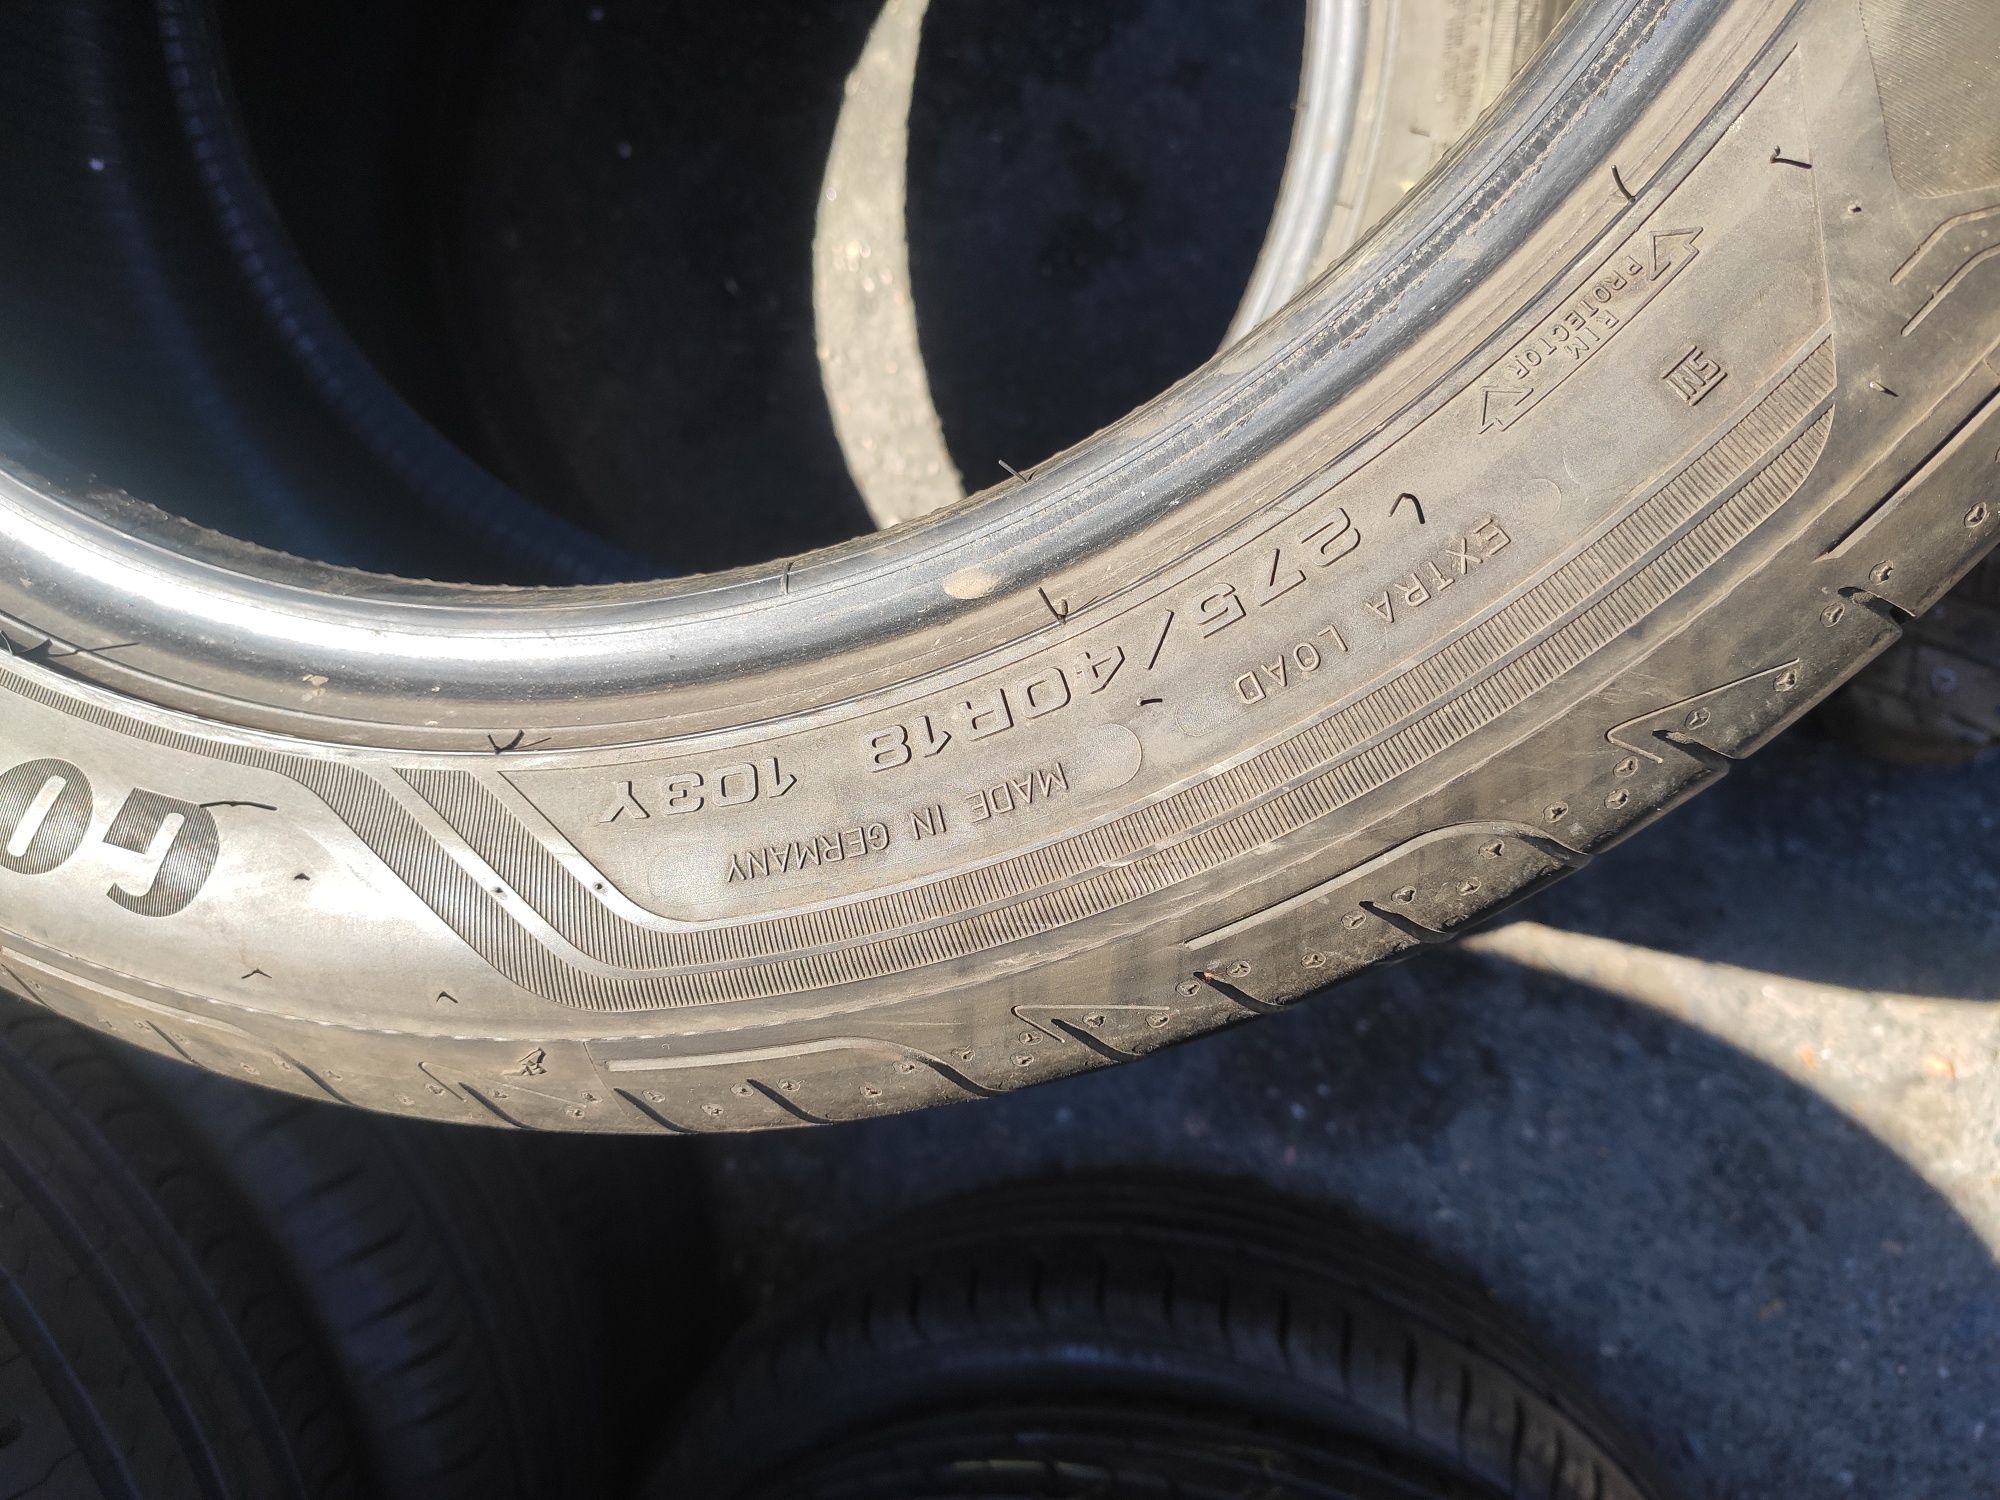 275/40R18 103Y
EXTRA LOAD
MADE IN GERMANY
RIM
PROTECTOR
GO